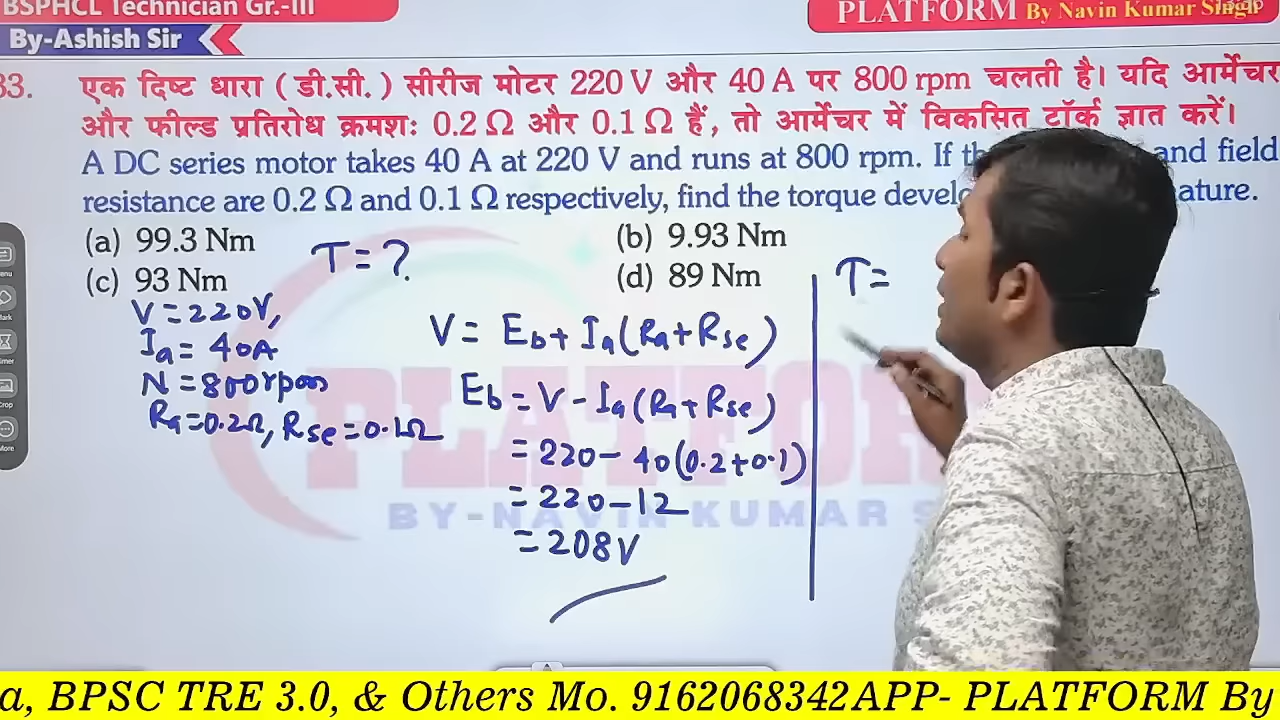 BSPHCL Technician Gr.-III
PLATFORM By Navin Kumar Singh
By-Ashish Sir
33.
एक दिष्ट धारा ( डी.सी. ) सीरीज मोटर 220 V और 40 A पर 800 rpm चलती है। यदि आर्मेचर
और फील्ड प्रतिरोध क्रमशः 0.2 Ω और 0.1 Ω हैं, तो आर्मेचर में विकसित टॉर्क ज्ञात करें।
A DC series motor takes 40 A at 220 V and runs at 800 rpm. If and field
resistance are 0.2 Ω and 0.1 Ω respectively, find the torque
(a) 99.3 Nm
(b) 9.93 Nm
(c) 93 Nm
(d) 89 Nm
T = ?
V = 220V,
Ia = 40A
N = 800rpm
Ra=0.2Ω, Rse=0.1Ω
V = Eb + Ia(Ra+Rse)
Eb = V - Ia(Ra+Rse)
= 220 - 40(0.2+0.1)
= 220-12
= 208V
T =
PLATFOR
BY-NAVIN KUMAR S
a, BPSC TRE 3.0, & Others Mo. 9162068342APP- PLATFORM By